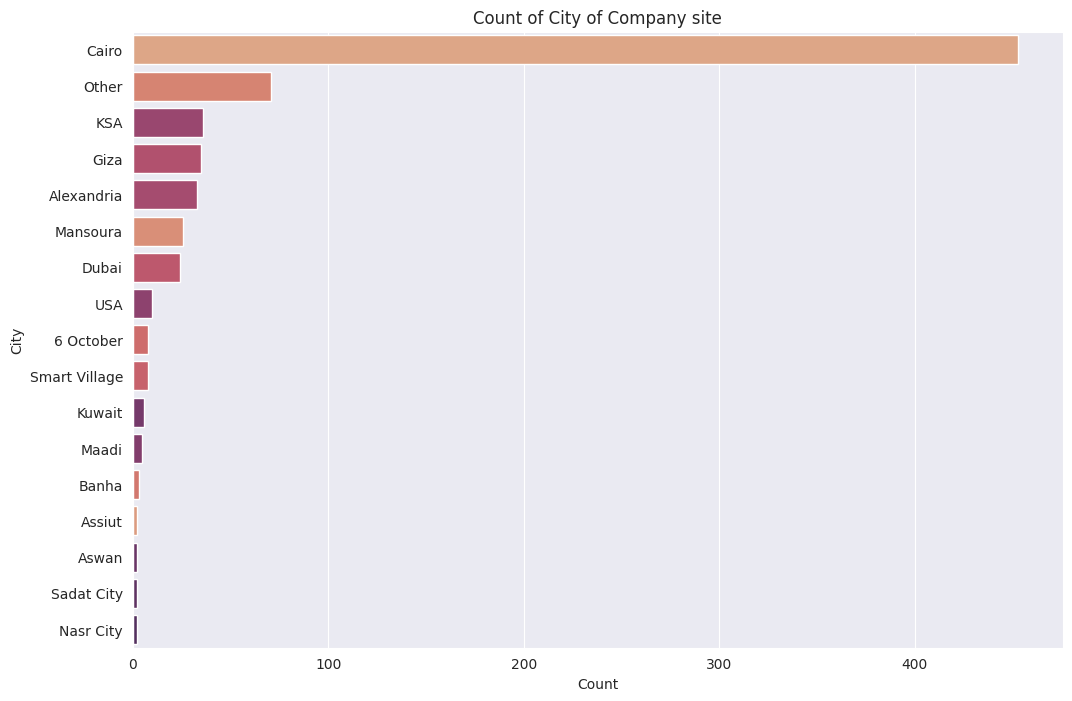 Count of City of Company site
Cairo
Other
KSA
Giza
Alexandria
Mansoura
Dubai
USA
6 October
Smart Village
Kuwait
Maadi
Banha
Assiut
Aswan
Sadat City
Nasr City
City
0 100 200 300 400
Count